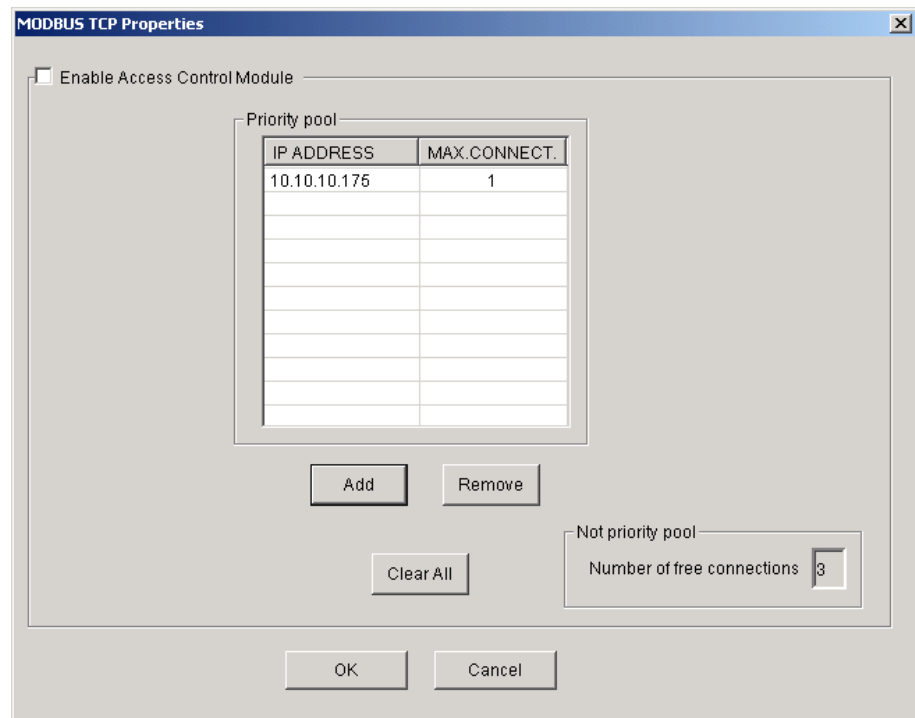 MODBUS TCP Properties
Enable Access Control Module
Priority pool
IP ADDRESS MAX.CONNECT.
10.10.10.175 1
Add Remove
Not priority pool
Number of free connections 3
Clear All
OK Cancel